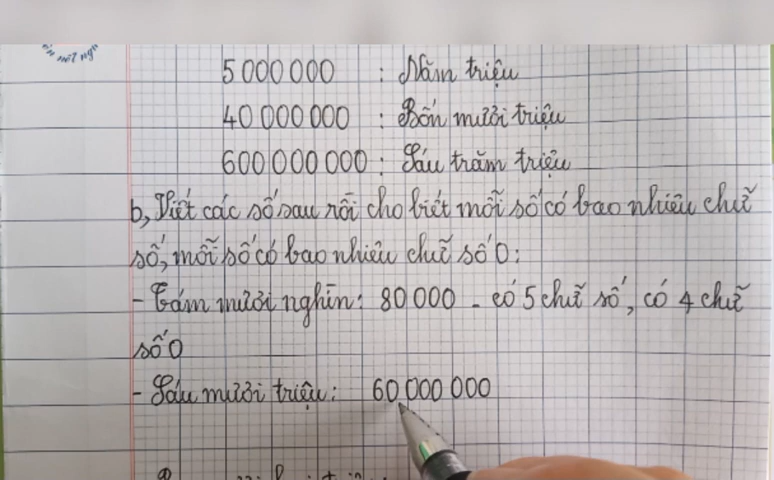 một ngư
5 000 000 : Năm triệu
40 000 000 : Bốn mươi triệu
600 000 000 : Sáu trăm triệu
b, Viết các số sau rồi cho biết mỗi số có bao nhiêu chữ
số, mỗi số có bao nhiêu chữ số 0:
- Tám mươi nghìn: 80 000 - có 5 chữ số, có 4 chữ
số 0
- Sáu mươi triệu: 60 000 000